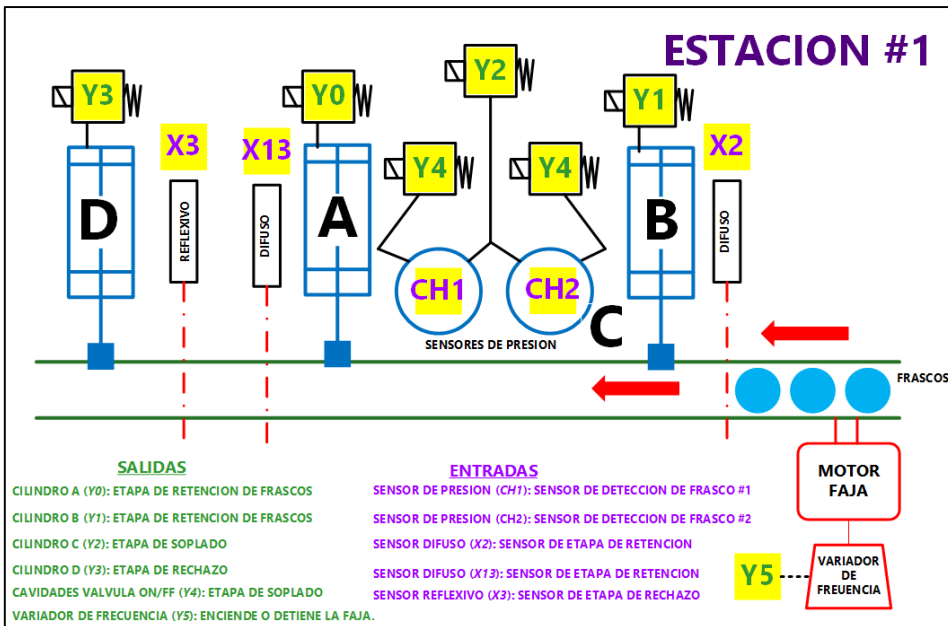 ESTACION #1
Y3
Y0
Y2
Y1
X3
X13
Y4
Y4
X2
D
REFLEXIVO
DIFUSO
A
CH1
CH2
C
B
DIFUSO
SENSORES DE PRESION
FRASCOS
SALIDAS
CILINDRO A (Y0): ETAPA DE RETENCION DE FRASCOS
CILINDRO B (Y1): ETAPA DE RETENCION DE FRASCOS
CILINDRO C (Y2): ETAPA DE SOPLADO
CILINDRO D (Y3): ETAPA DE RECHAZO
CAVIDADES VALVULA ON/FF (Y4): ETAPA DE SOPLADO
VARIADOR DE FRECUENCIA (Y5): ENCIENDE O DETIENE LA FAJA.
ENTRADAS
SENSOR DE PRESION (CH1): SENSOR DE DETECCION DE FRASCO #1
SENSOR DE PRESION (CH2): SENSOR DE DETECCION DE FRASCO #2
SENSOR DIFUSO (X2): SENSOR DE ETAPA DE RETENCION
SENSOR DIFUSO (X13): SENSOR DE ETAPA DE RETENCION
SENSOR REFLEXIVO (X3): SENSOR DE ETAPA DE RECHAZO
MOTOR
FAJA
Y5
VARIADOR
DE
FREUENCIA